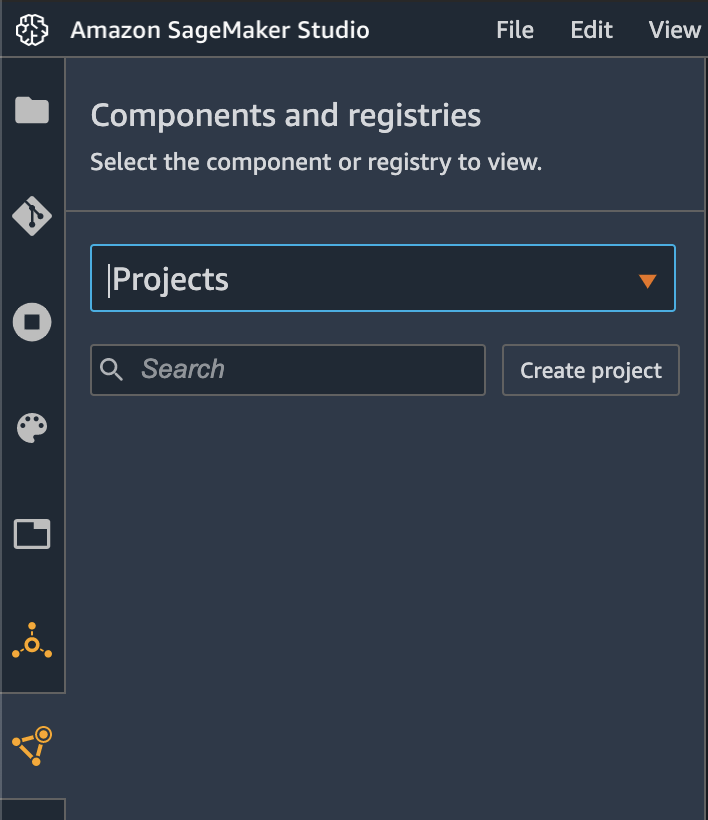 Amazon SageMaker Studio File Edit View
Components and registries
Select the component or registry to view.
Projects
Search Create project